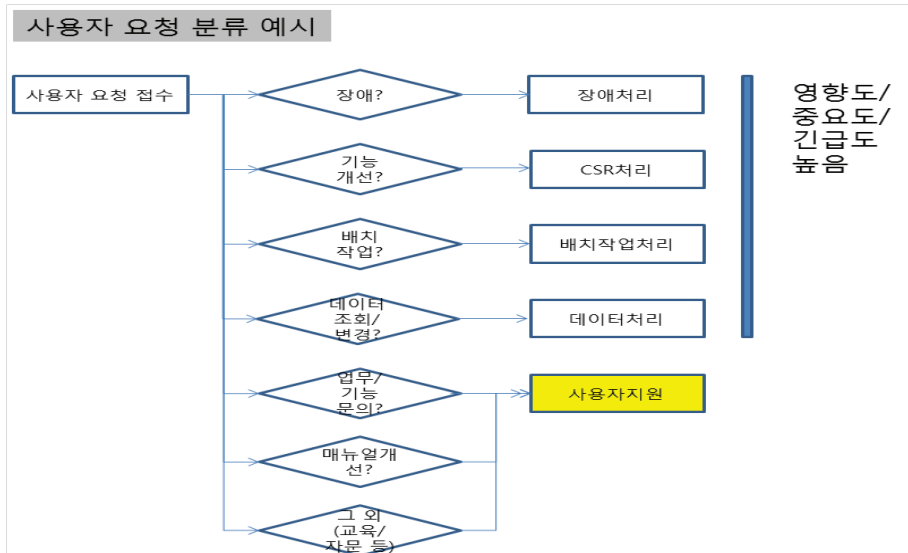 사용자 요청 분류 예시
사용자 요청 접수
장애?
장애처리
영향도/
중요도/
긴급도
높음
기능
개선?
CSR처리
배치
작업?
배치작업처리
데이터
조회/
변경?
데이터처리
업무/
기능
문의?
사용자지원
매뉴얼개
선?
그 외
(교육/
자문 등)